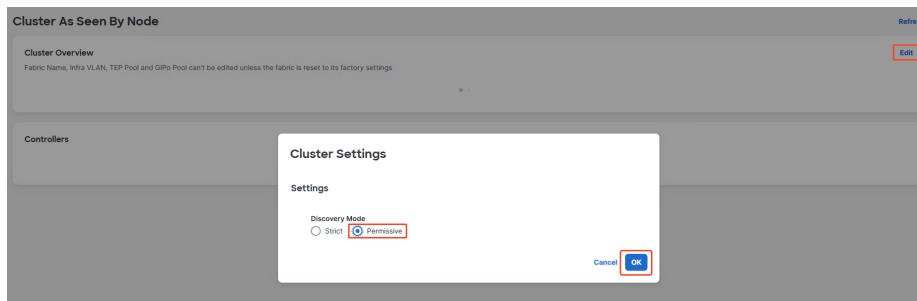 Cluster As Seen By Node
Refre
Cluster Overview
Edit
Fabric Name, Infra VLAN, TEP Pool and GIPo Pool can't be edited unless the fabric is reset to its factory settings
Controllers
Cluster Settings
Settings
Discovery Mode
Strict Permissive
Cancel OK